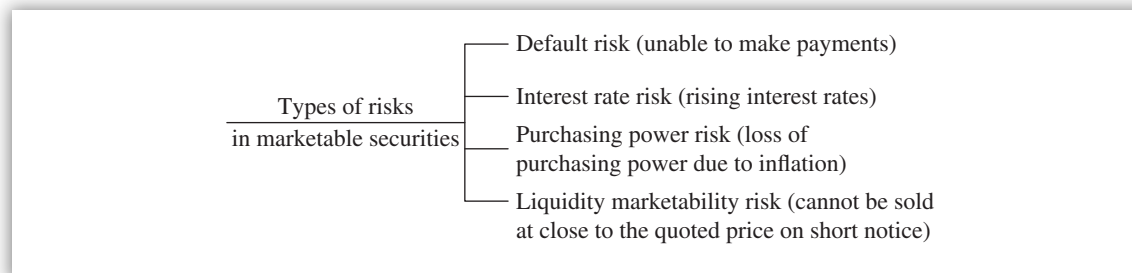 Types of risks
in marketable securities
Default risk (unable to make payments)
Interest rate risk (rising interest rates)
Purchasing power risk (loss of
purchasing power due to inflation)
Liquidity marketability risk (cannot be sold
at close to the quoted price on short notice)